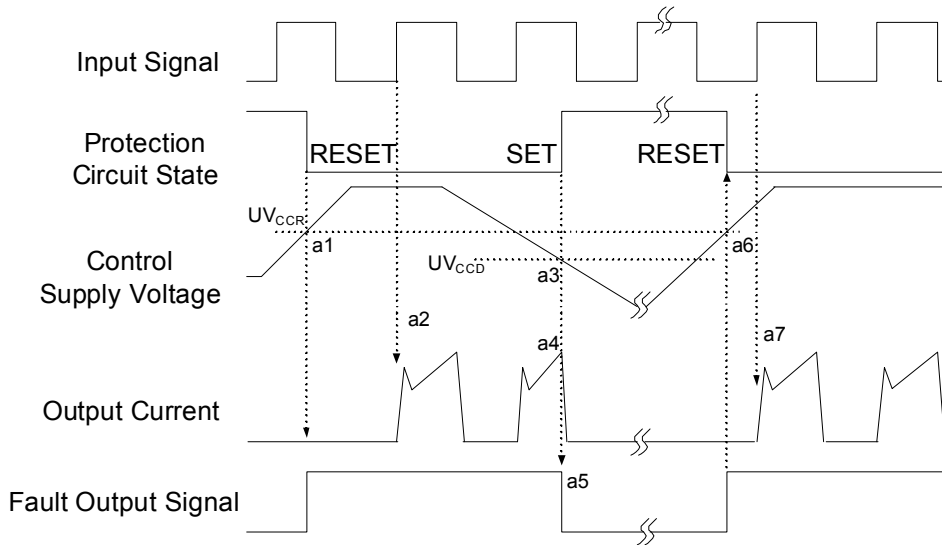 Input Signal
Protection
Circuit State
RESET
SET
RESET
UVCCR
a1
a6
Control
Supply Voltage
UVCCD
a3
a2
a4
a7
Output Current
a5
Fault Output Signal